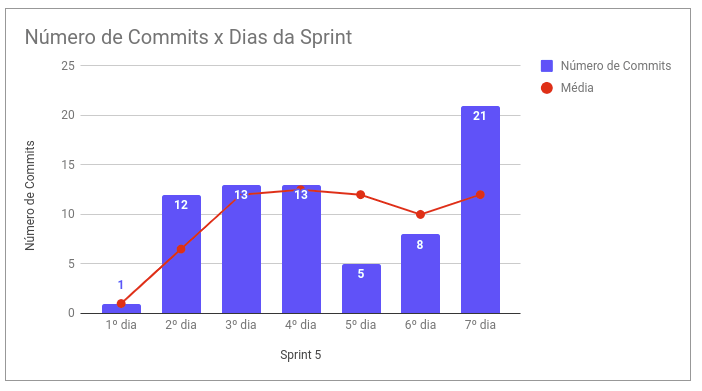 Número de Commits x Dias da Sprint
Número de Commits
Média
Número de Commits
25
20
15
10
5
0
1
12
13
13
5
8
21
1º dia
2º dia
3º dia
4º dia
5º dia
6º dia
7º dia
Sprint 5